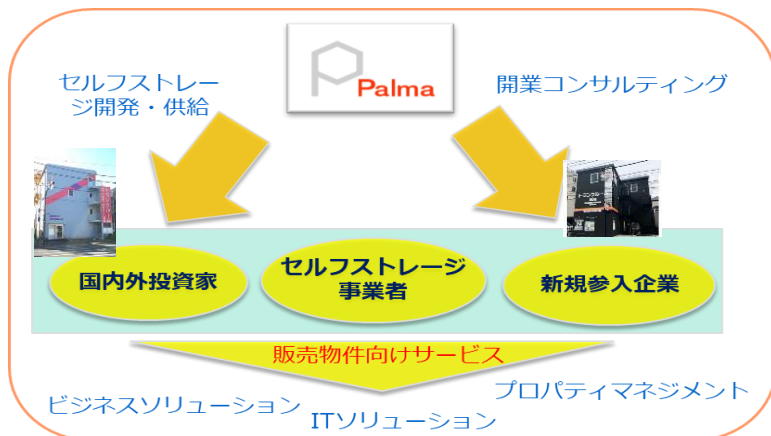 セルフストレー
ジ開発・供給
Palma
開業コンサルティング
国内外投資家
セルフストレージ
事業者
新規参入企業
販売物件向けサービス
ビジネスソリューション
ITソリューション
プロパティマネジメント